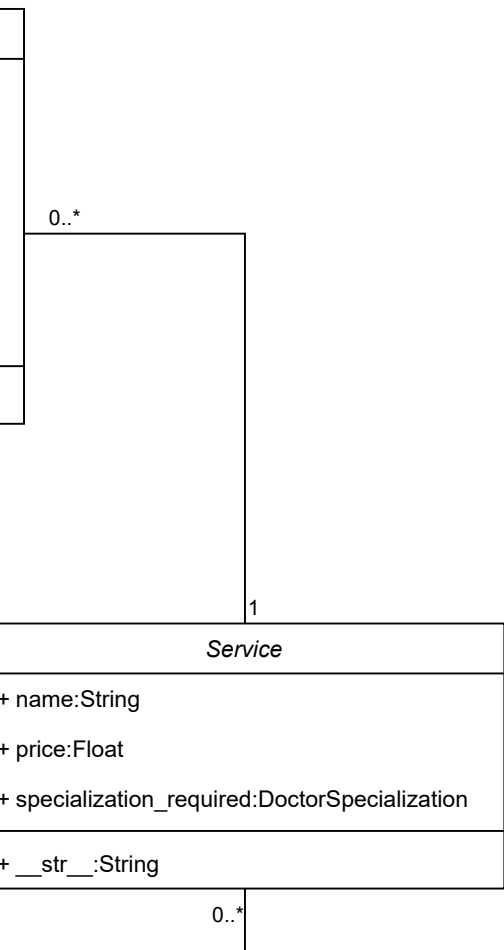 0..*
1
Service
+ name:String
+ price:Float
+ specialization_required:DoctorSpecialization
+ __str__:String
0..*